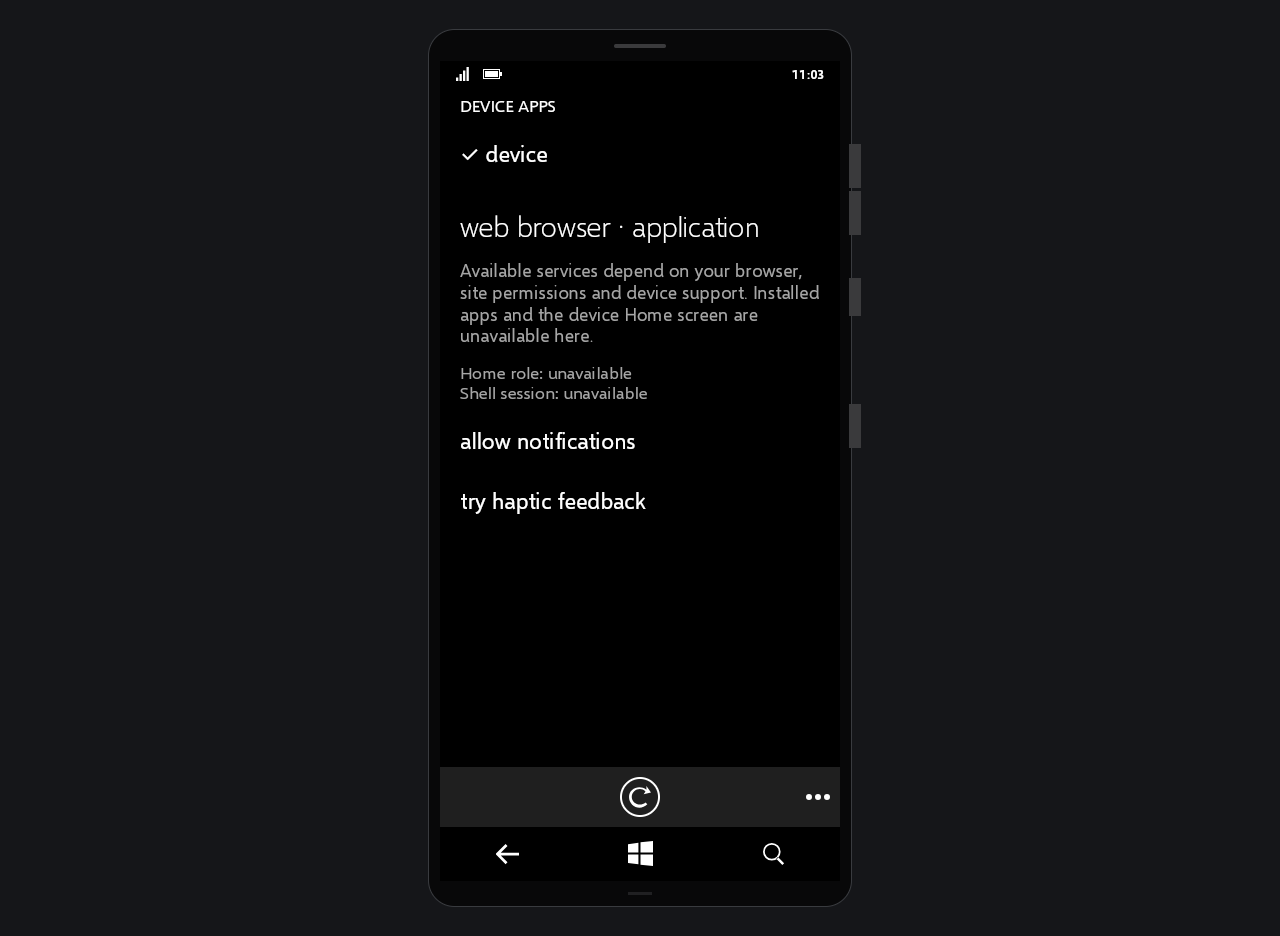 11:03
DEVICE APPS
device
web browser · application
Available services depend on your browser,
site permissions and device support. Installed
apps and the device Home screen are
unavailable here.
Home role: unavailable
Shell session: unavailable
allow notifications
try haptic feedback